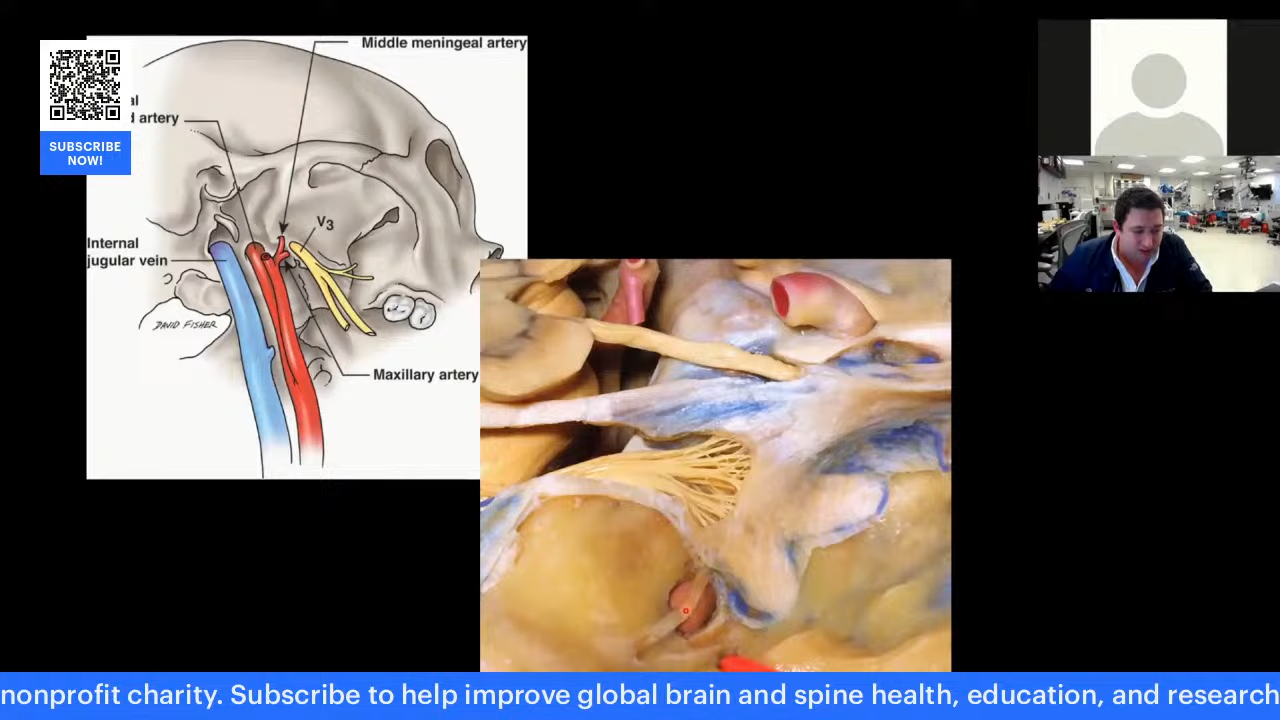 Middle meningeal artery
al
d artery
SUBSCRIBE
NOW!
V3
Internal
jugular vein
DAVID FISHER
Maxillary artery
nonprofit charity. Subscribe to help improve global brain and spine health, education, and research